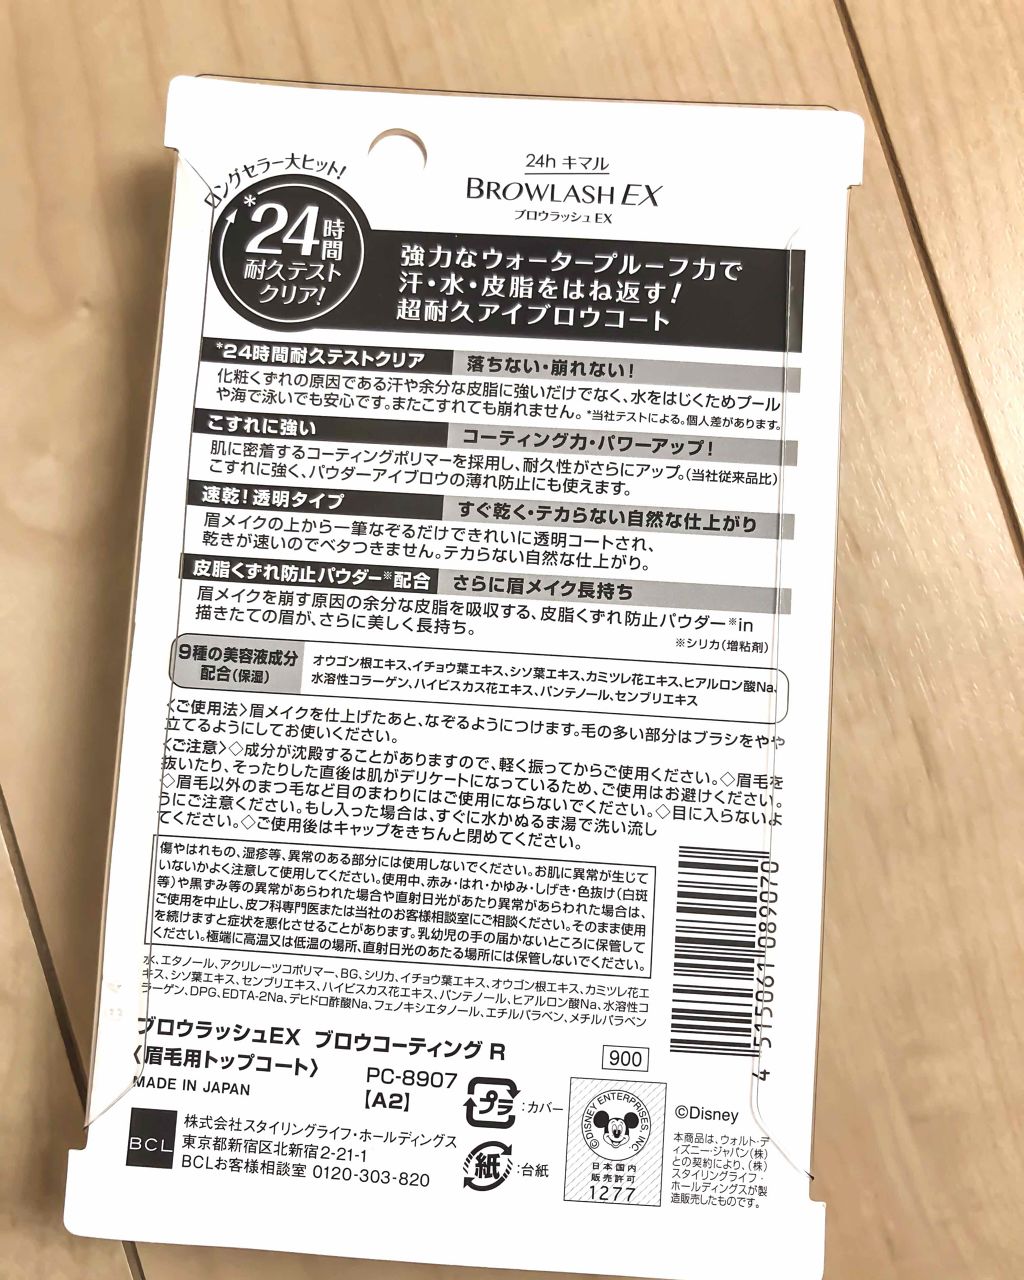 ロングセラー大ヒット!
*24時間
耐久テスト
クリア!
24h キマル
BROWLASH EX
ブロウラッシュEX
強力なウォータープルーフ力で
汗・水・皮脂をはね返す!
超耐久アイブロウコート
*24時間耐久テストクリア 落ちない・崩れない!
化粧くずれの原因である汗や余分な皮脂に強いだけでなく、水をはじくためプール
や海で泳いでも安心です。またこすれても崩れません。 *当社テストによる。個人差があります。
こすれに強い コーティング力・パワーアップ!
肌に密着するコーティングポリマーを採用し、耐久性がさらにアップ。(当社従来品比)
こすれに強く、パウダーアイブロウの薄れ防止にも使えます。
速乾!透明タイプ すぐ乾く・テカらない自然な仕上がり
眉メイクの上から一筆なぞるだけできれいに透明コートされ、
乾きが速いのでベタつきません。テカらない自然な仕上がり。
皮脂くずれ防止パウダー※配合 さらに眉メイク長持ち
眉メイクを崩す原因の余分な皮脂を吸収する、皮脂くずれ防止パウダー※in
描きたての眉が、さらに美しく長持ち。
※シリカ(増粘剤)
9種の美容液成分
配合(保湿)
オウゴン根エキス、イチョウ葉エキス、シソ葉エキス、カミツレ花エキス、ヒアルロン酸Na、
水溶性コラーゲン、ハイビスカス花エキス、パンテノール、センブリエキス
〈ご使用法〉眉メイクを仕上げたあと、なぞるようにつけます。毛の多い部分はブラシをやや
立てるようにしてお使いください。
〈ご注意〉◇成分が沈殿することがありますので、軽く振ってからご使用ください。◇眉毛を
抜いたり、そったりした直後は肌がデリケートになっているため、ご使用はお避けください。
◇眉毛以外のまつ毛など目のまわりにはご使用にならないでください。◇目に入らないよ
うにご注意ください。もし入った場合は、すぐに水かぬるま湯で洗い流し
てください。◇ご使用後はキャップをきちんと閉めてください。
傷やはれもの、湿疹等、異常のある部分には使用しないでください。お肌に異常が生じて
いないかよく注意して使用してください。使用中、赤み・はれ・かゆみ・しげき・色抜け(白斑
等)や黒ずみ等の異常があらわれた場合や直射日光があたり異常があらわれた場合は、
ご使用を中止し、皮フ科専門医または当社のお客様相談室にご相談ください。そのまま使用
を続けますと症状を悪化させることがあります。乳幼児の手の届かないところに保管して
ください。極端に高温又は低温の場所、直射日光のあたる場所には保管しないでください。
水、エタノール、アクリレーツコポリマー、BG、シリカ、イチョウ葉エキス、オウゴン根エキス、カミツレ花エ
キス、シソ葉エキス、センブリエキス、ハイビスカス花エキス、パンテノール、ヒアルロン酸Na、水溶性コ
ラーゲン、DPG、EDTA-2Na、デヒドロ酢酸Na、フェノキシエタノール、エチルパラベン、メチルパラベン
4 515061 089070
ブロウラッシュEX ブロウコーティング R
〈眉毛用トップコート〉
900
MADE IN JAPAN
PC-8907
【A2】
プラ :カバー
紙 :台紙
BCL
株式会社スタイリングライフ・ホールディングス
東京都新宿区北新宿2-21-1
BCLお客様相談室 0120-303-820
©DISNEY ENTERPRISES, INC.
日本国内
販売許可
1277
©Disney
本商品は、ウォルト・デ
ィズニー・ジャパン(株)
との契約により、(株)
スタイリングライフ・
ホールディングスが製
造販売したものです。